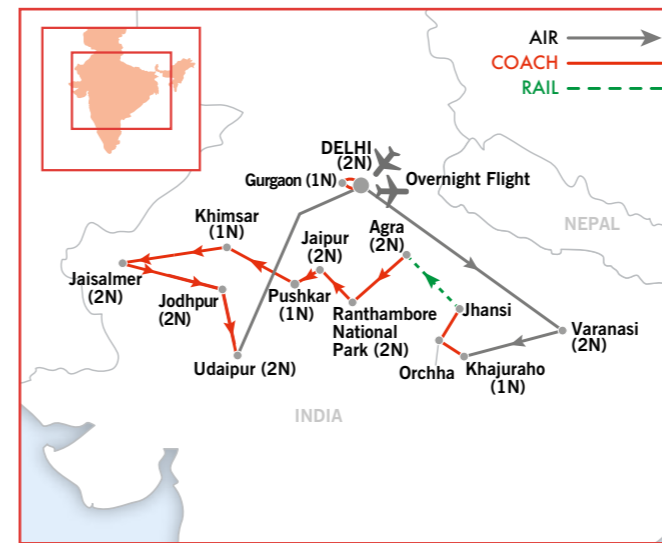 AIR
COACH
RAIL
DELHI
(2N)
Overnight Flight
Gurgaon (1N)
NEPAL
Khimsar
(1N)
Jaipur
(2N)
Agra
(2N)
Jaisalmer
(2N)
Jodhpur
(2N)
Pushkar
(1N)
Ranthambore
National
Park (2N)
Jhansi
Varanasi
(2N)
Udaipur (2N)
Orchha
Khajuraho
(1N)
INDIA